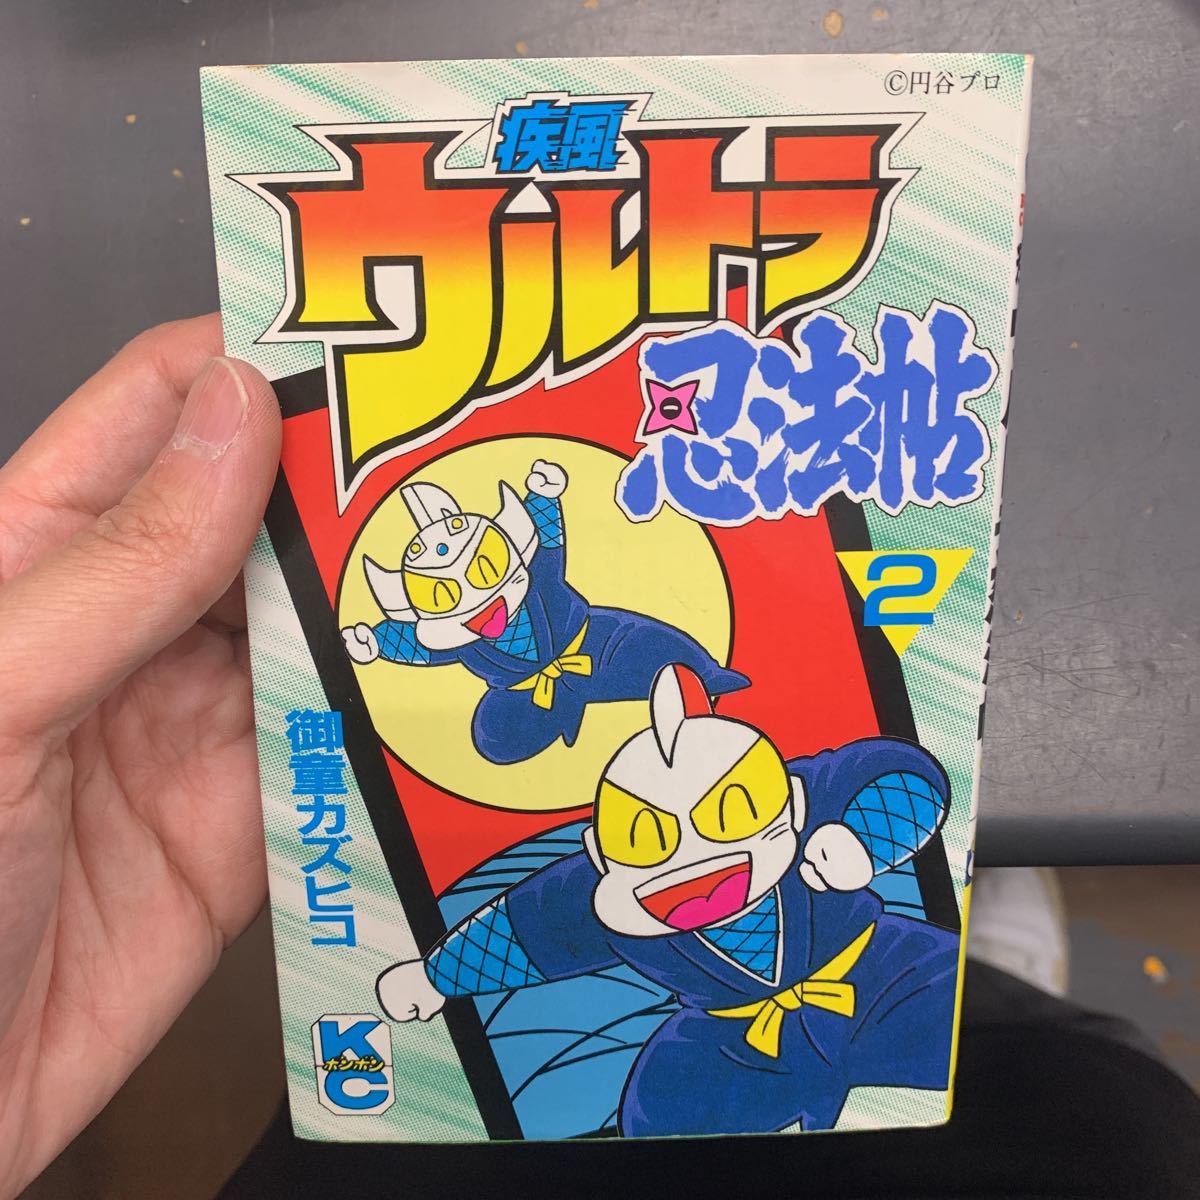 ©円谷プロ
疾風
ウルトラ
忍法帖
2
御童カズヒコ
KC
ボンボン